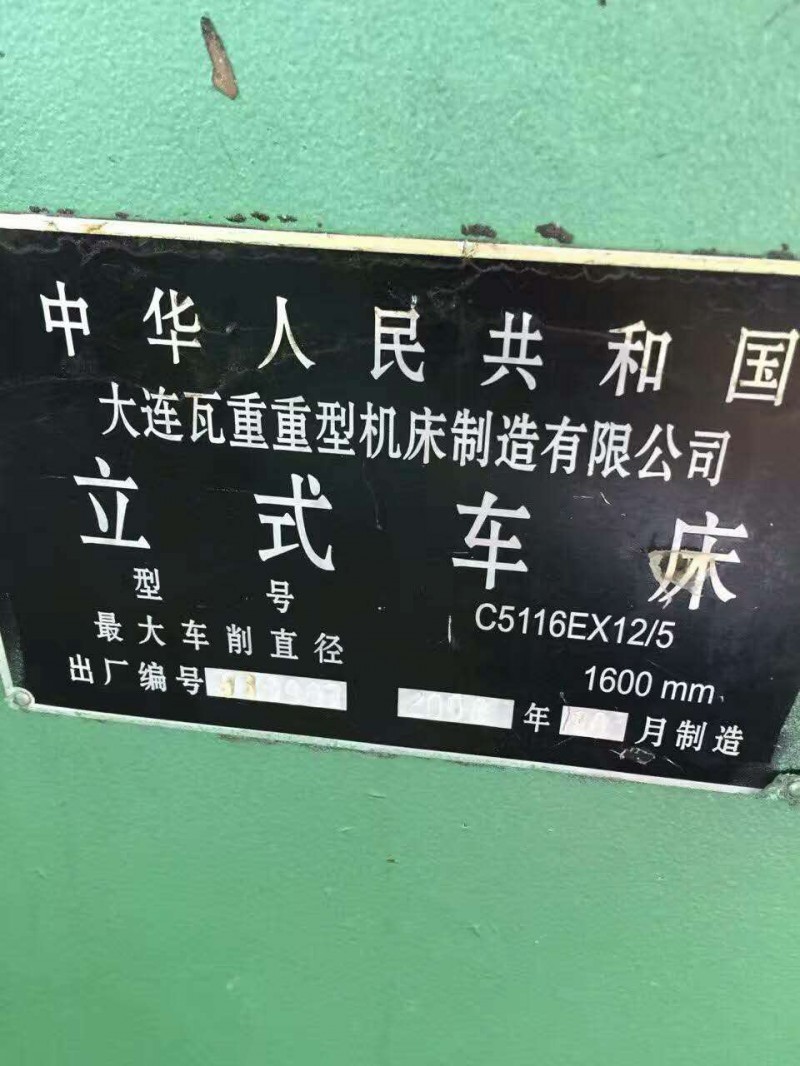 中华人民共和国
大连瓦重重型机床制造有限公司
立式车床
型号 C5116EX12/5
最大车削直径 1600 mm
出厂编号 年 月制造